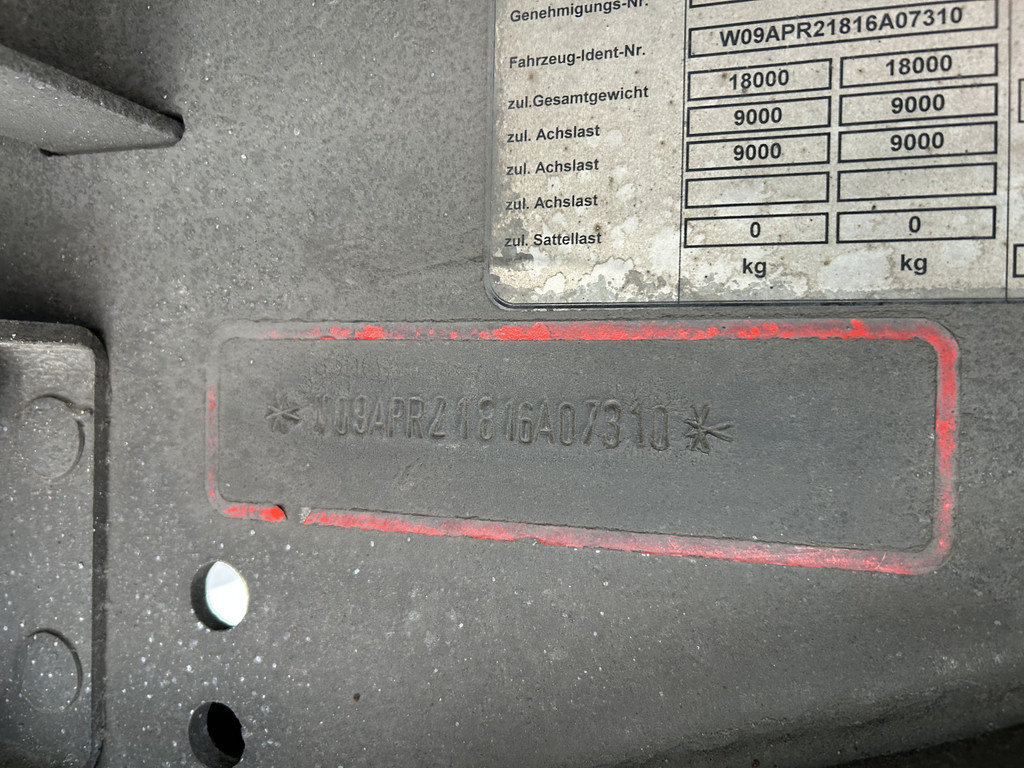 Genehmigungs-Nr.
Fahrzeug-Ident-Nr. W09APR21816A07310
zul.Gesamtgewicht 18000 18000
zul. Achslast 9000 9000
zul. Achslast 9000 9000
zul. Achslast
zul. Sattellast 0 0
kg kg
*W09APR21816A07310*